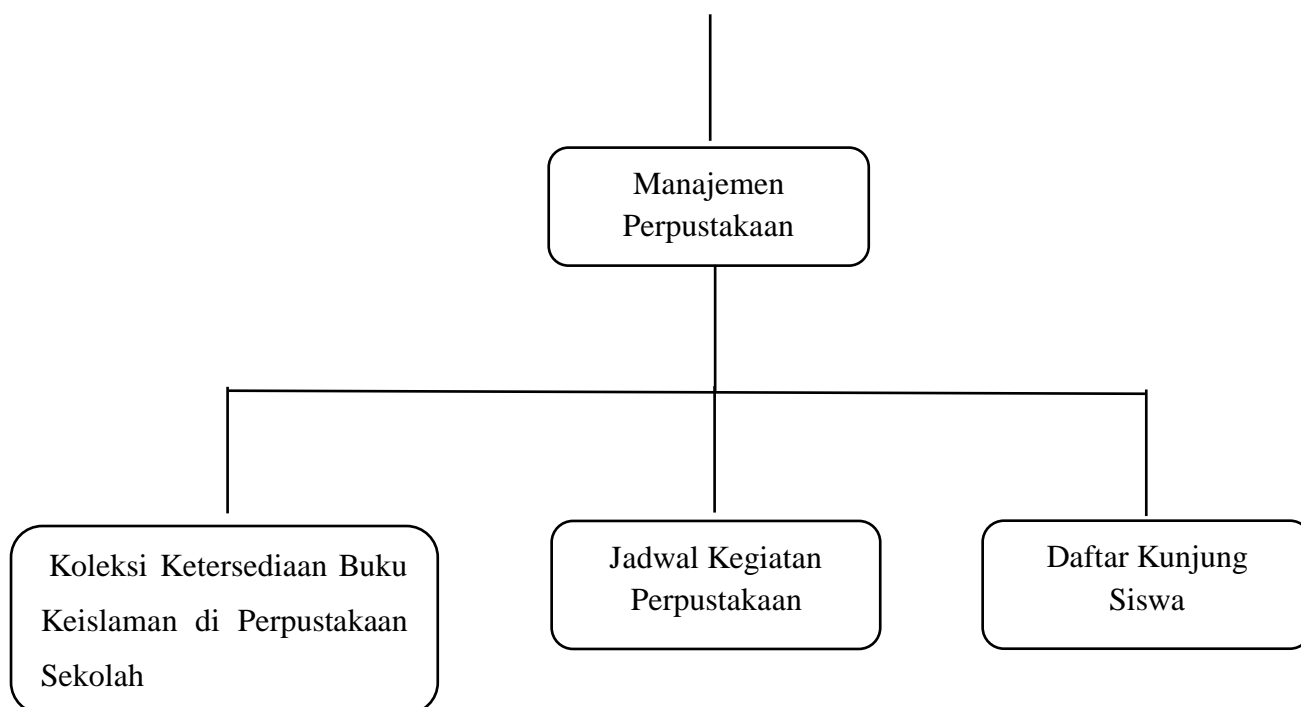 Manajemen
Perpustakaan
Koleksi Ketersediaan Buku
Keislaman di Perpustakaan
Sekolah
Jadwal Kegiatan
Perpustakaan
Daftar Kunjung
Siswa